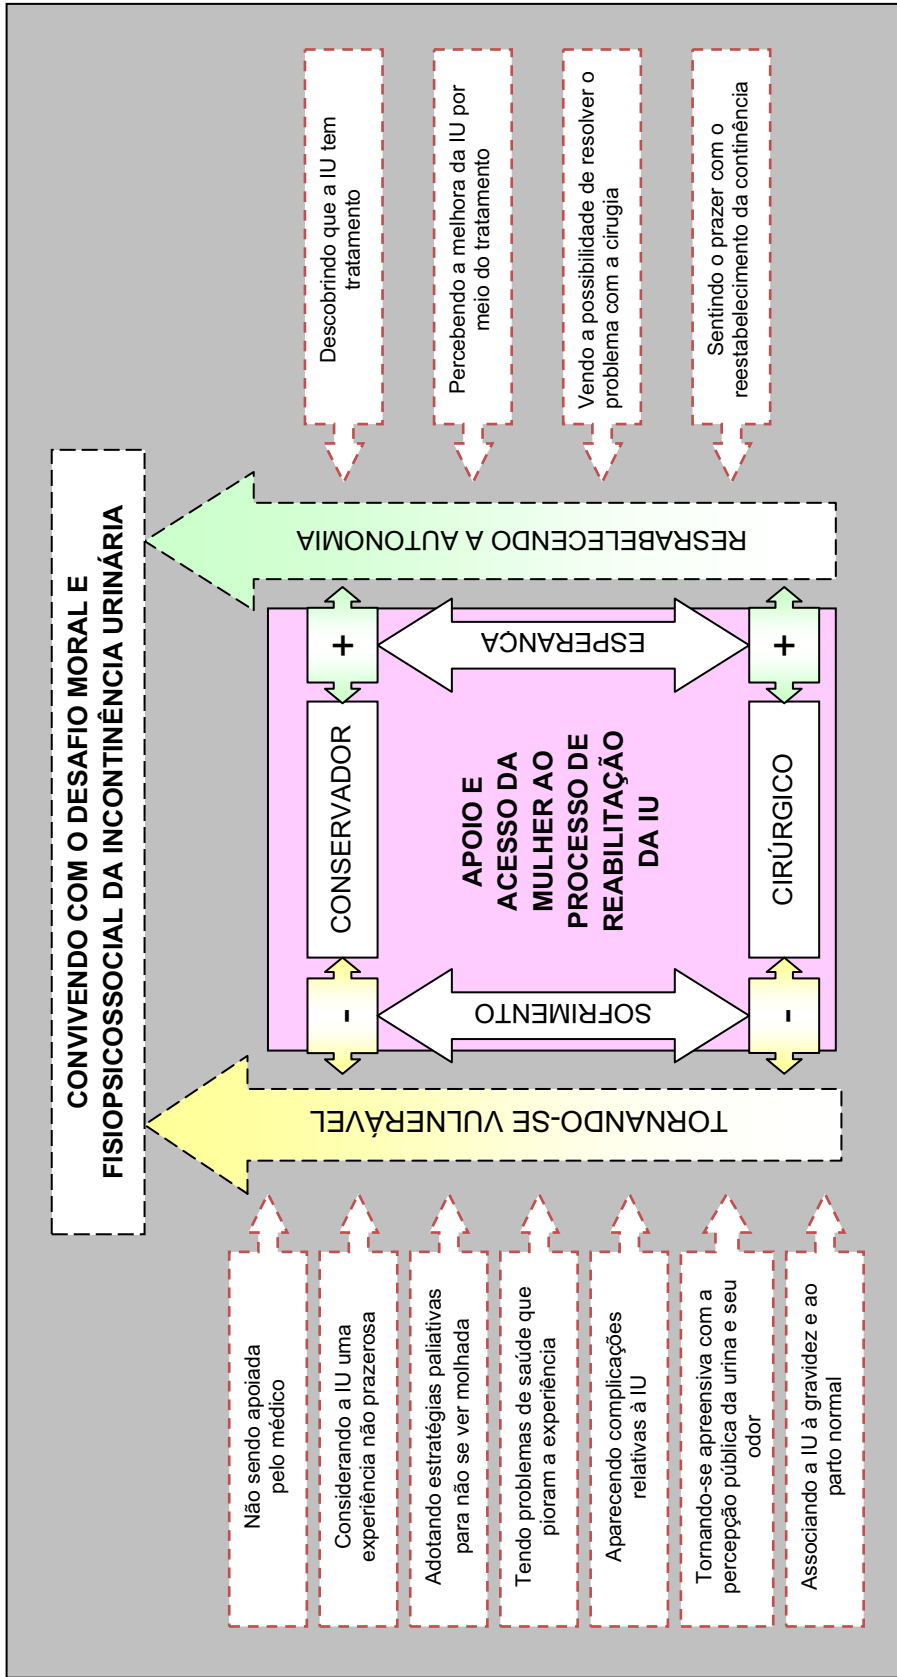 CONVIVENDO COM O DESAFIO MORAL E
FISIOPSICOSSOCIAL DA INCONTINÊNCIA URINÁRIA
Não sendo apoiada
pelo médico
Considerando a IU uma
experiência não prazerosa
Adotando estratégias paliativas
para não se ver molhada
Tendo problemas de saúde que
pioram a experiência
Aparecendo complicações
relativas à IU
Tornando-se apreensiva com a
percepção pública da urina e seu
odor
Associando a IU à gravidez e ao
parto normal
TORNANDO-SE VULNERÁVEL
-
CONSERVADOR
+
SOFRIMENTO
APOIO E
ACESSO DA
MULHER AO
PROCESSO DE
REABILITAÇÃO
DA IU
ESPERANÇA
-
CIRÚRGICO
+
RESRABELECENDO A AUTONOMIA
Descobrindo que a IU tem
tratamento
Percebendo a melhora da IU por
meio do tratamento
Vendo a possibilidade de resolver o
problema com a cirugia
Sentindo o prazer com o
reestabelecimento da continência